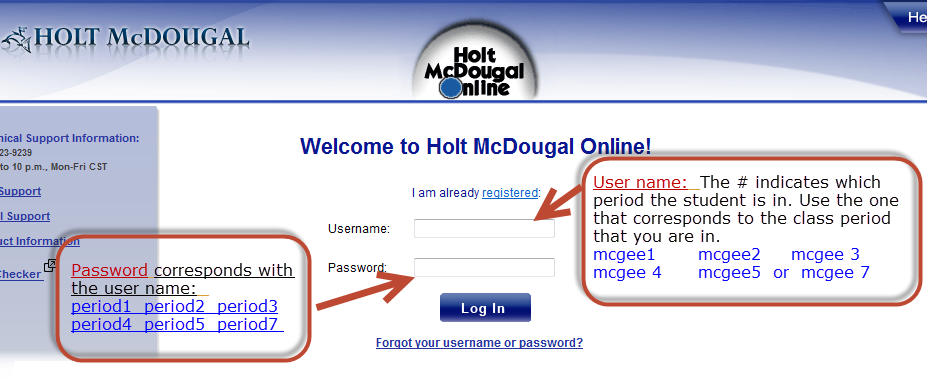 He
HOLT MCDOUGAL
Holt
McDougal
Online
nical Support Information:
23-9239
to 10 p.m., Mon-Fri CST
Support
l Support
uct Information
Checker
Welcome to Holt McDougal Online!
I am already registered:
Username:
Password:
Log In
Forgot your username or password?
User name: The # indicates which
period the student is in. Use the one
that corresponds to the class period
that you are in.
mcgee1 mcgee2 mcgee 3
mcgee 4 mcgee5 or mcgee 7
Password corresponds with
the user name:
period1 period2 period3
period4 period5 period7